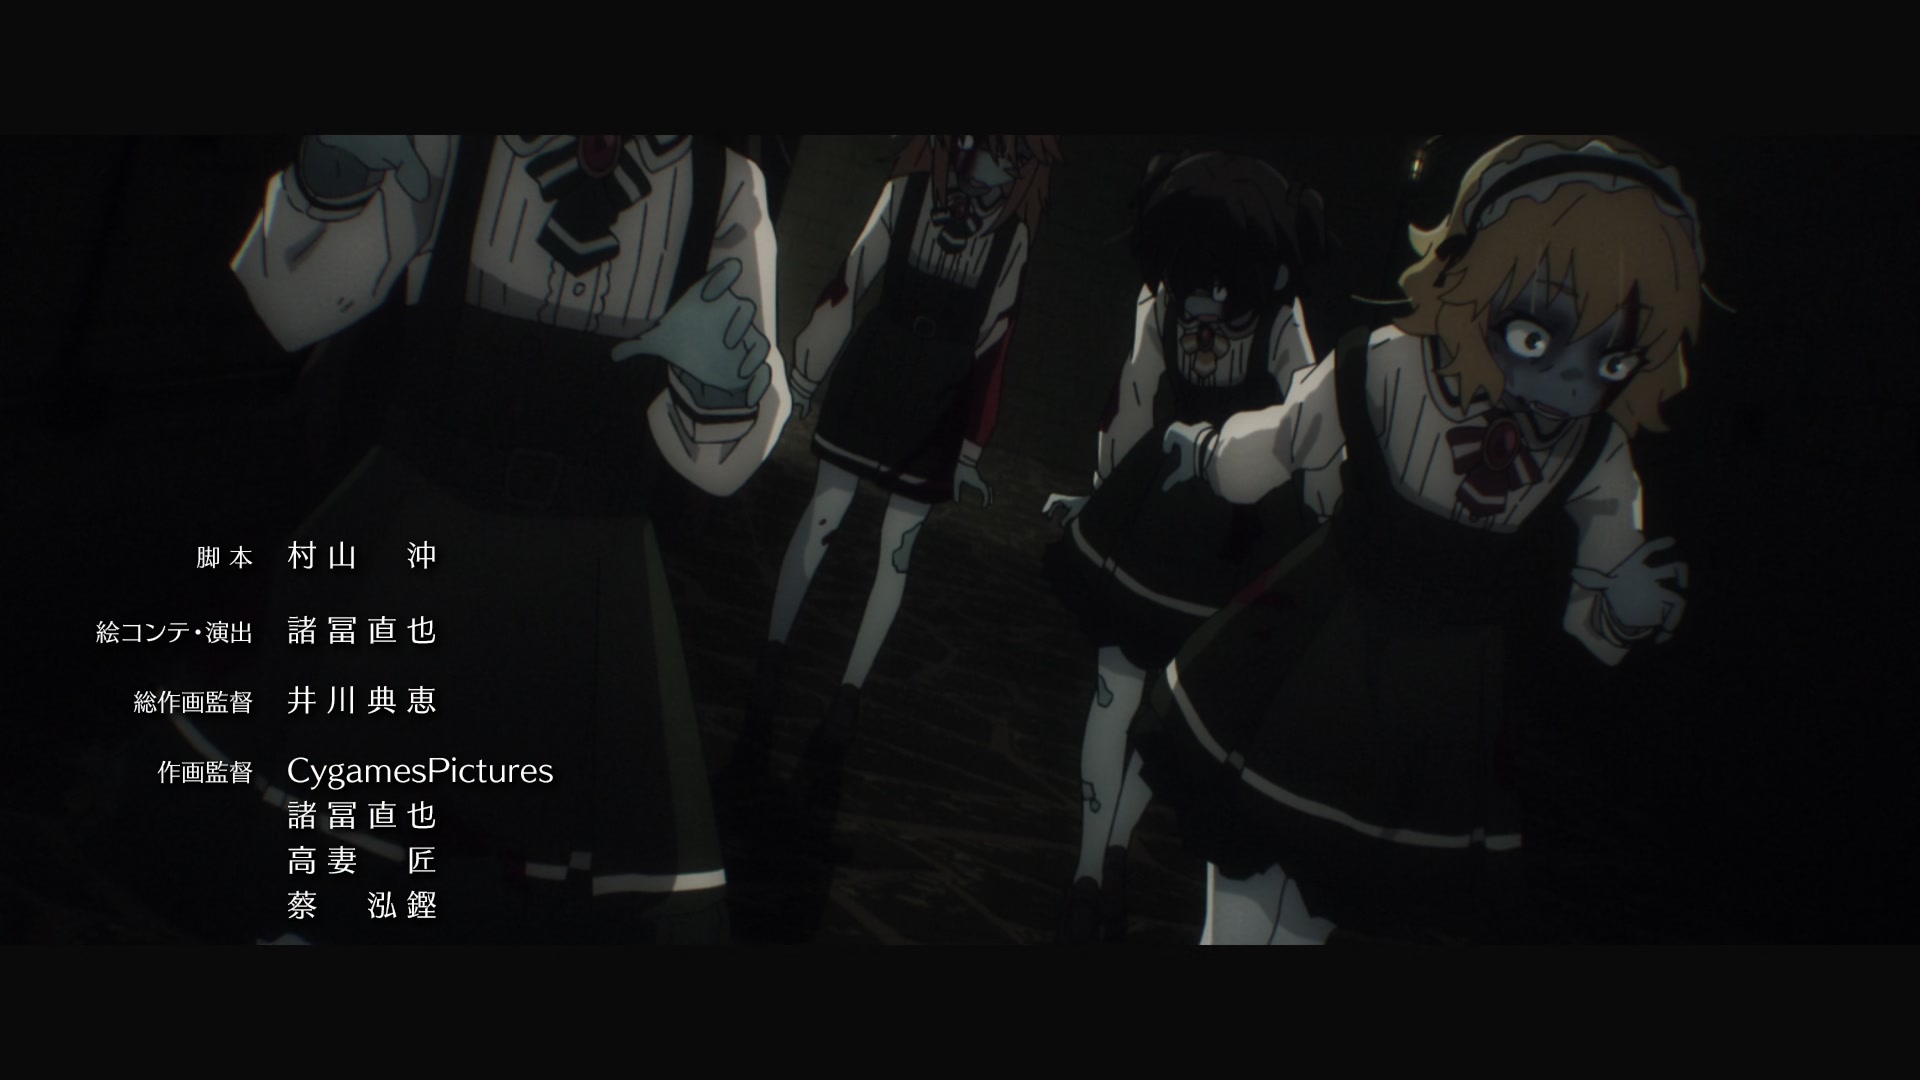 脚本 村山 沖
絵コンテ・演出 諸冨直也
総作画監督 井川典恵
作画監督 CygamesPictures
諸冨直也
高妻 匠
蔡 泓鏗